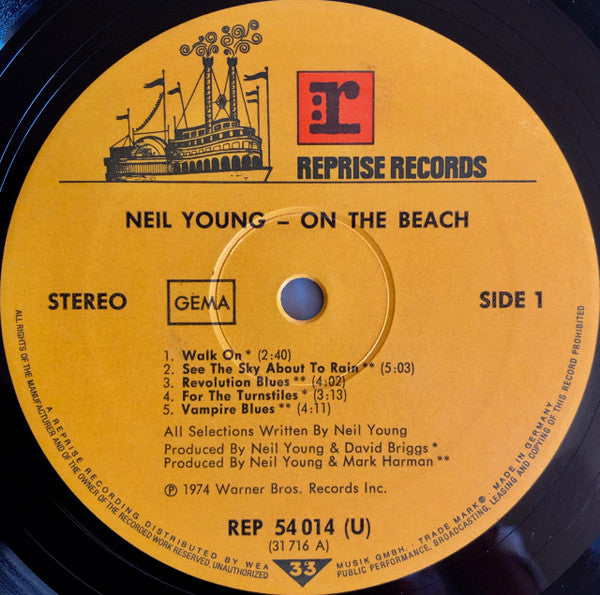 r
REPRISE RECORDS
NEIL YOUNG – ON THE BEACH
STEREO
GEMA
SIDE 1
1. Walk On * (2:40)
2. See The Sky About To Rain ** (5:03)
3. Revolution Blues ** (4:02)
4. For The Turnstiles * (3:13)
5. Vampire Blues ** (4:11)
All Selections Written By Neil Young
Produced By Neil Young & David Briggs *
Produced By Neil Young & Mark Harman **
℗ 1974 Warner Bros. Records Inc.
REP 54 014 (U)
(31 716 A)
33
A REPRISE RECORDING DISTRIBUTED BY WEA MUSIK GMBH. TRADE MARK® MADE IN GERMANY
ALL RIGHTS OF THE MANUFACTURER AND OF THE OWNER OF THE RECORDED WORK RESERVED. UNAUTHORIZED PUBLIC PERFORMANCE, BROADCASTING, LEASING AND COPYING OF THIS RECORD PROHIBITED